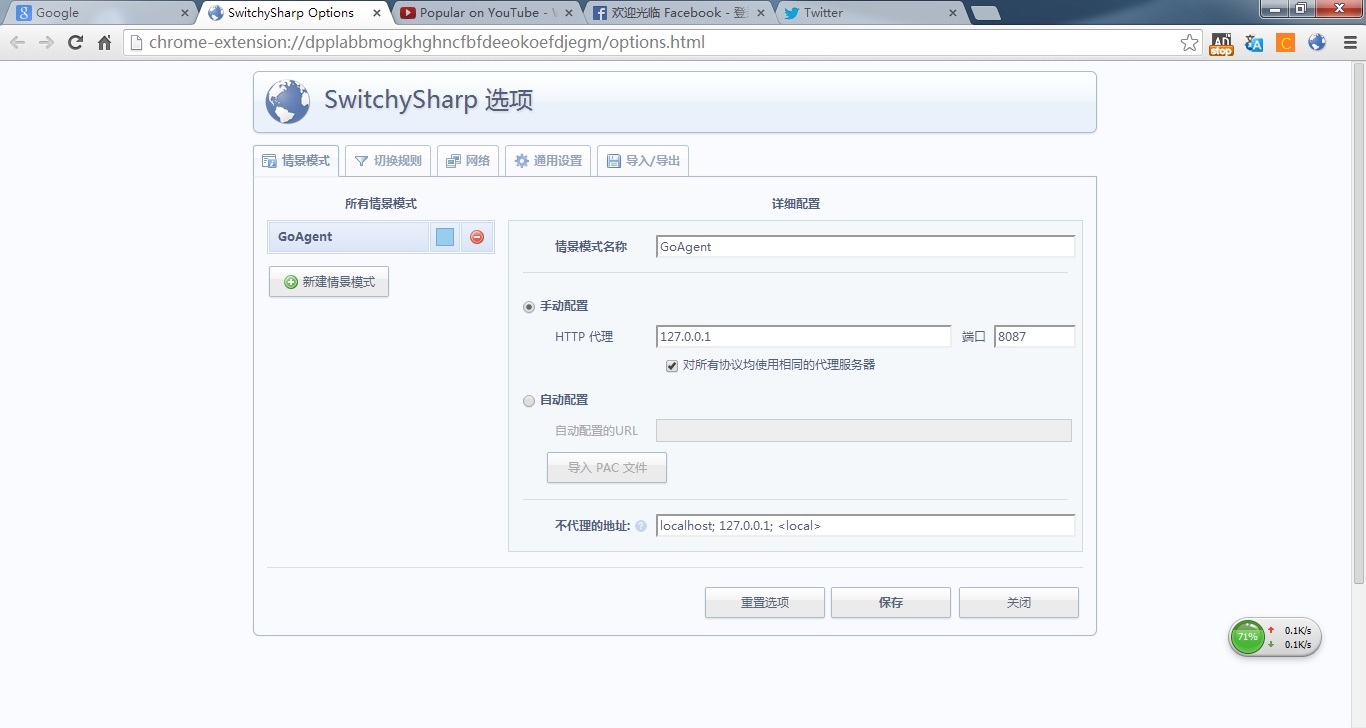 Google
SwitchySharp Options
Popular on YouTube -
欢迎光临 Facebook - 登
Twitter
chrome-extension://dpplabbmogkhghncfbfdeeokoefdjegm/options.html
AD
stop
A
C
SwitchySharp 选项
情景模式
切换规则
网络
通用设置
导入/导出
所有情景模式
详细配置
GoAgent
新建情景模式
情景模式名称 GoAgent
手动配置
HTTP 代理 127.0.0.1 端口 8087
对所有协议均使用相同的代理服务器
自动配置
自动配置的URL
导入 PAC 文件
不代理的地址: ? localhost; 127.0.0.1; <local>
重置选项 保存 关闭
71% 0.1K/s
0.1K/s